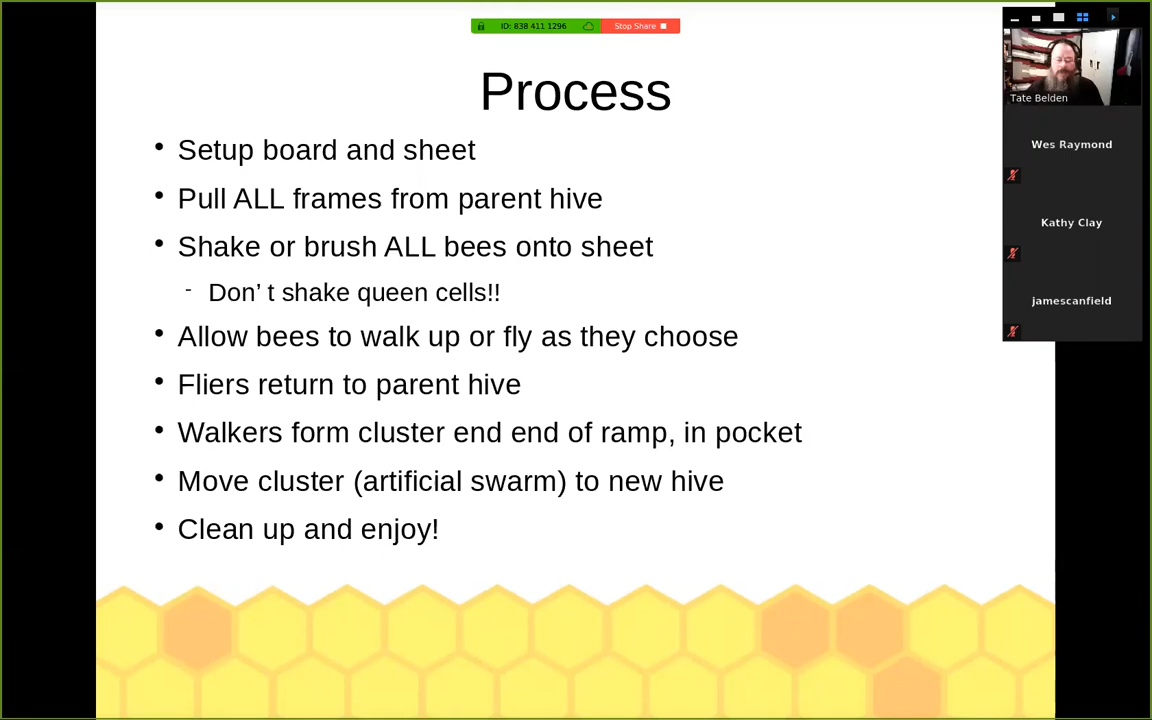 ID: 838 411 1296
Stop Share
Process
• Setup board and sheet
• Pull ALL frames from parent hive
• Shake or brush ALL bees onto sheet
- Don’ t shake queen cells!!
• Allow bees to walk up or fly as they choose
• Fliers return to parent hive
• Walkers form cluster end end of ramp, in pocket
• Move cluster (artificial swarm) to new hive
• Clean up and enjoy!
Tate Belden
Wes Raymond
Kathy Clay
jamescanfield